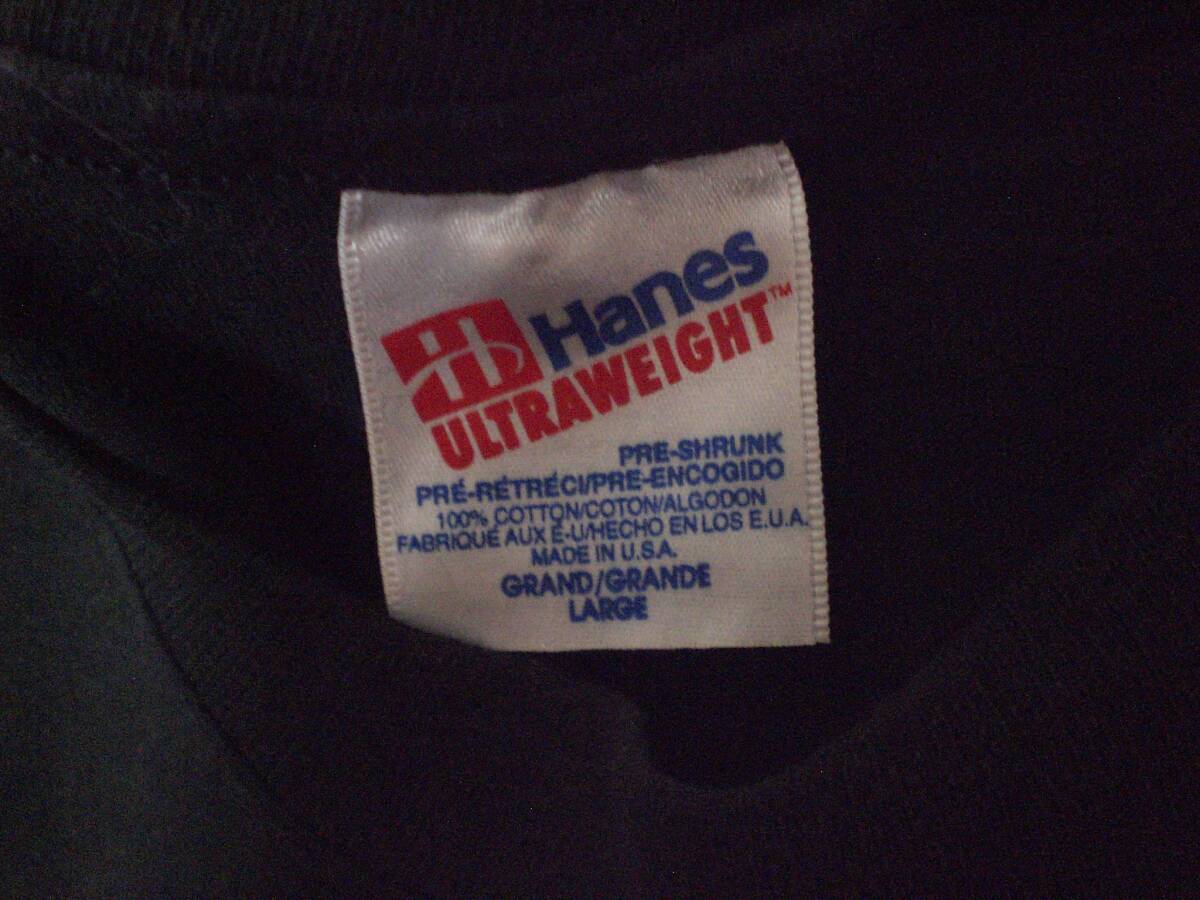 Hanes
ULTRAWEIGHT™
PRE-SHRUNK
PRÉ-RÉTRÉCI/PRE-ENCOGIDO
100% COTTON/COTON/ALGODON
FABRIQUÉ AUX É-U/HECHO EN LOS E.U.A.
MADE IN U.S.A.
GRAND/GRANDE
LARGE